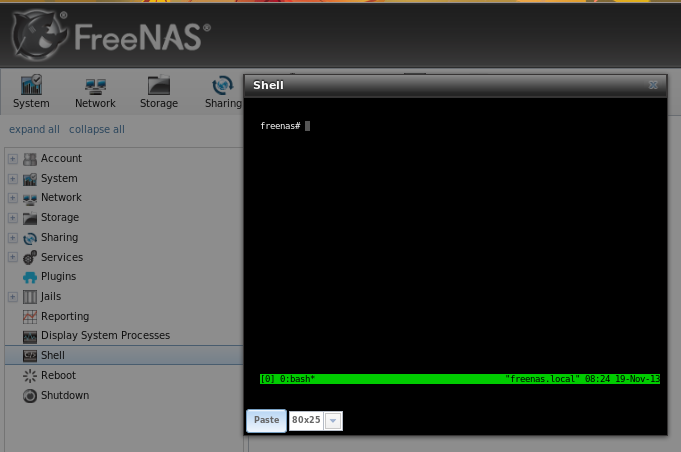 FreeNAS®
System Network Storage Sharing
expand all collapse all
Account
System
Network
Storage
Sharing
Services
Plugins
Jails
Reporting
Display System Processes
Shell
Reboot
Shutdown
Shell
freenas#
[0] 0:bash* "freenas.local" 08:24 19-Nov-13
Paste 80x25